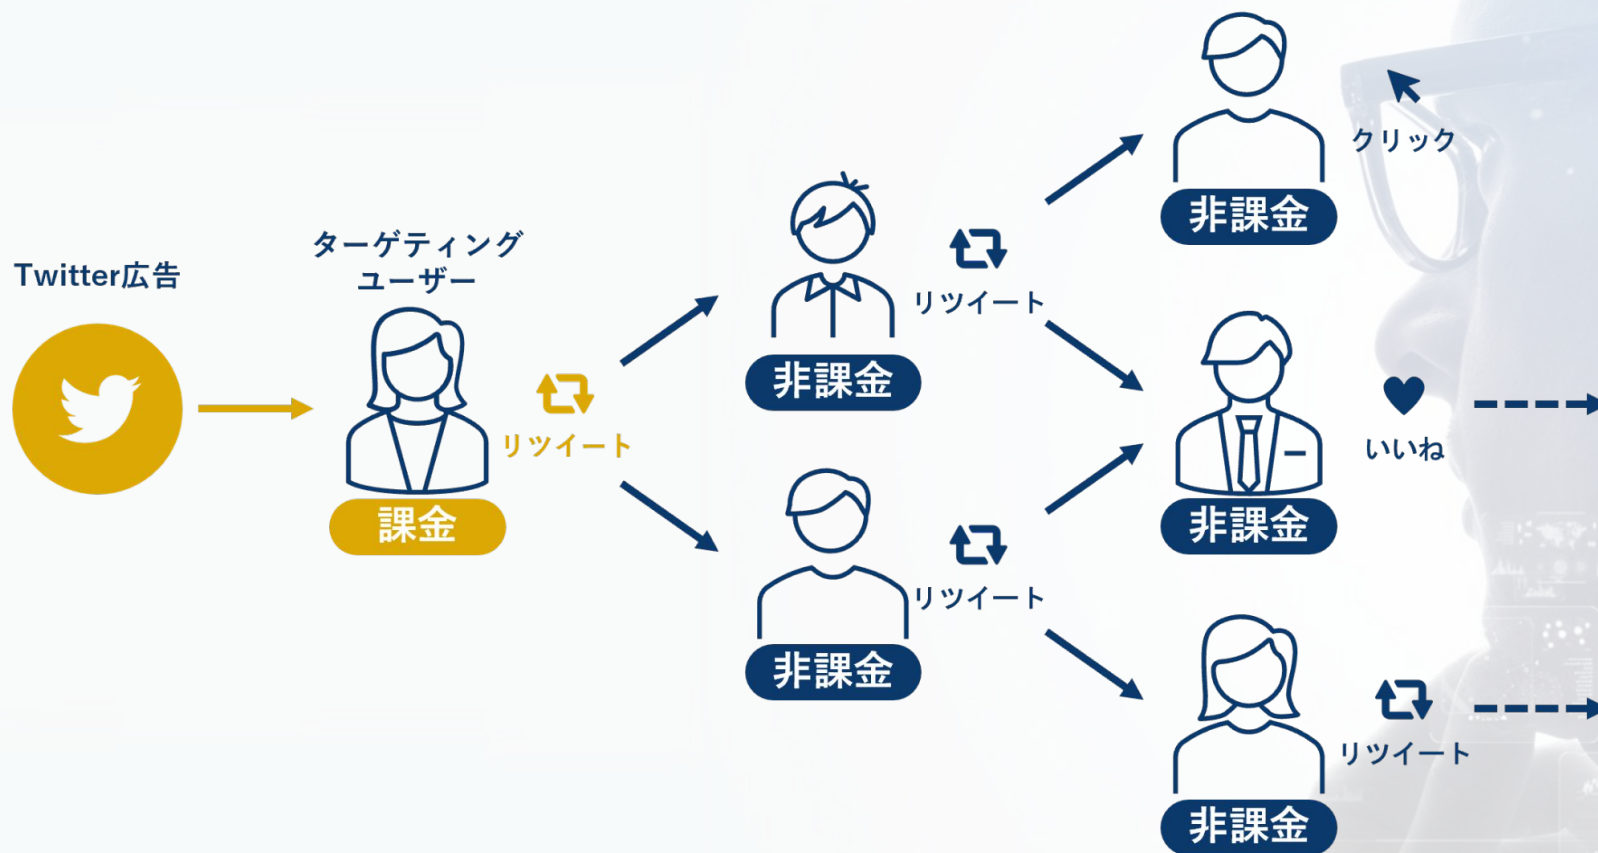 Twitter広告
ターゲティング
ユーザー
課金
リツイート
非課金
リツイート
非課金
リツイート
非課金
クリック
非課金
いいね
非課金
リツイート